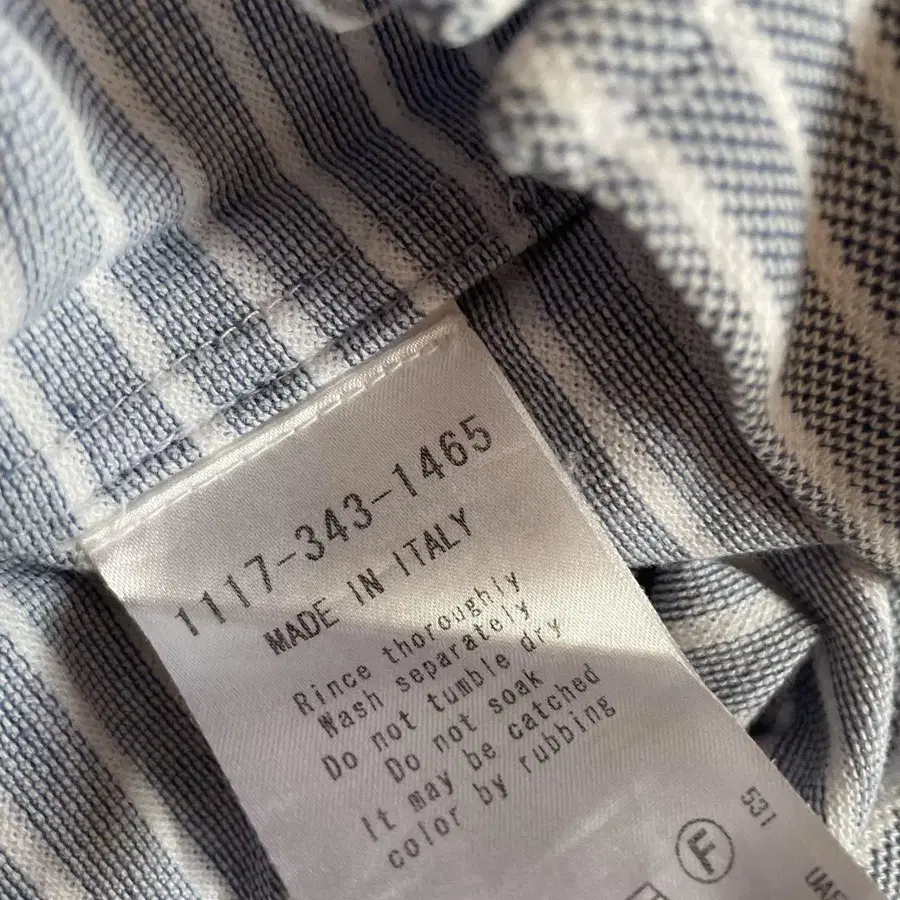 1117-343-1465
MADE IN ITALY
Rince thoroughly
Wash separately
Do not tumble dry
Do not soak
It may be catched
color by rubbing
531
F